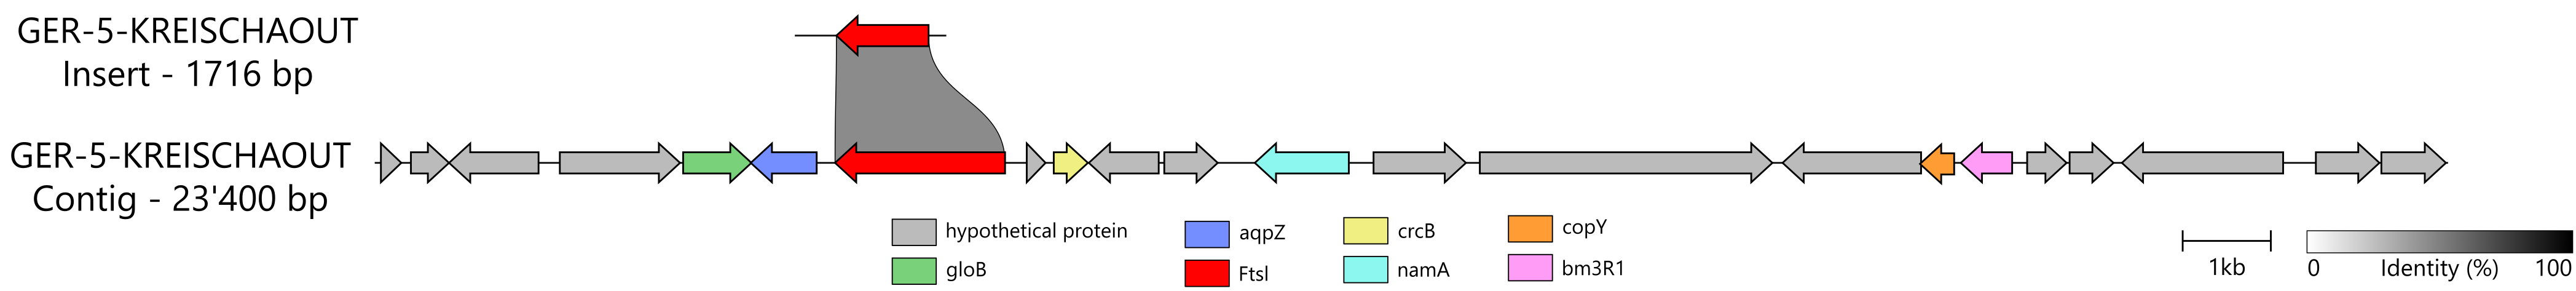 GER-5-KREISCHAOUT
Insert - 1716 bp
GER-5-KREISCHAOUT
Contig - 23'400 bp
hypothetical protein
aqpZ
crcB
copY
gloB
FtsI
namA
bm3R1
1kb
0 Identity (%) 100